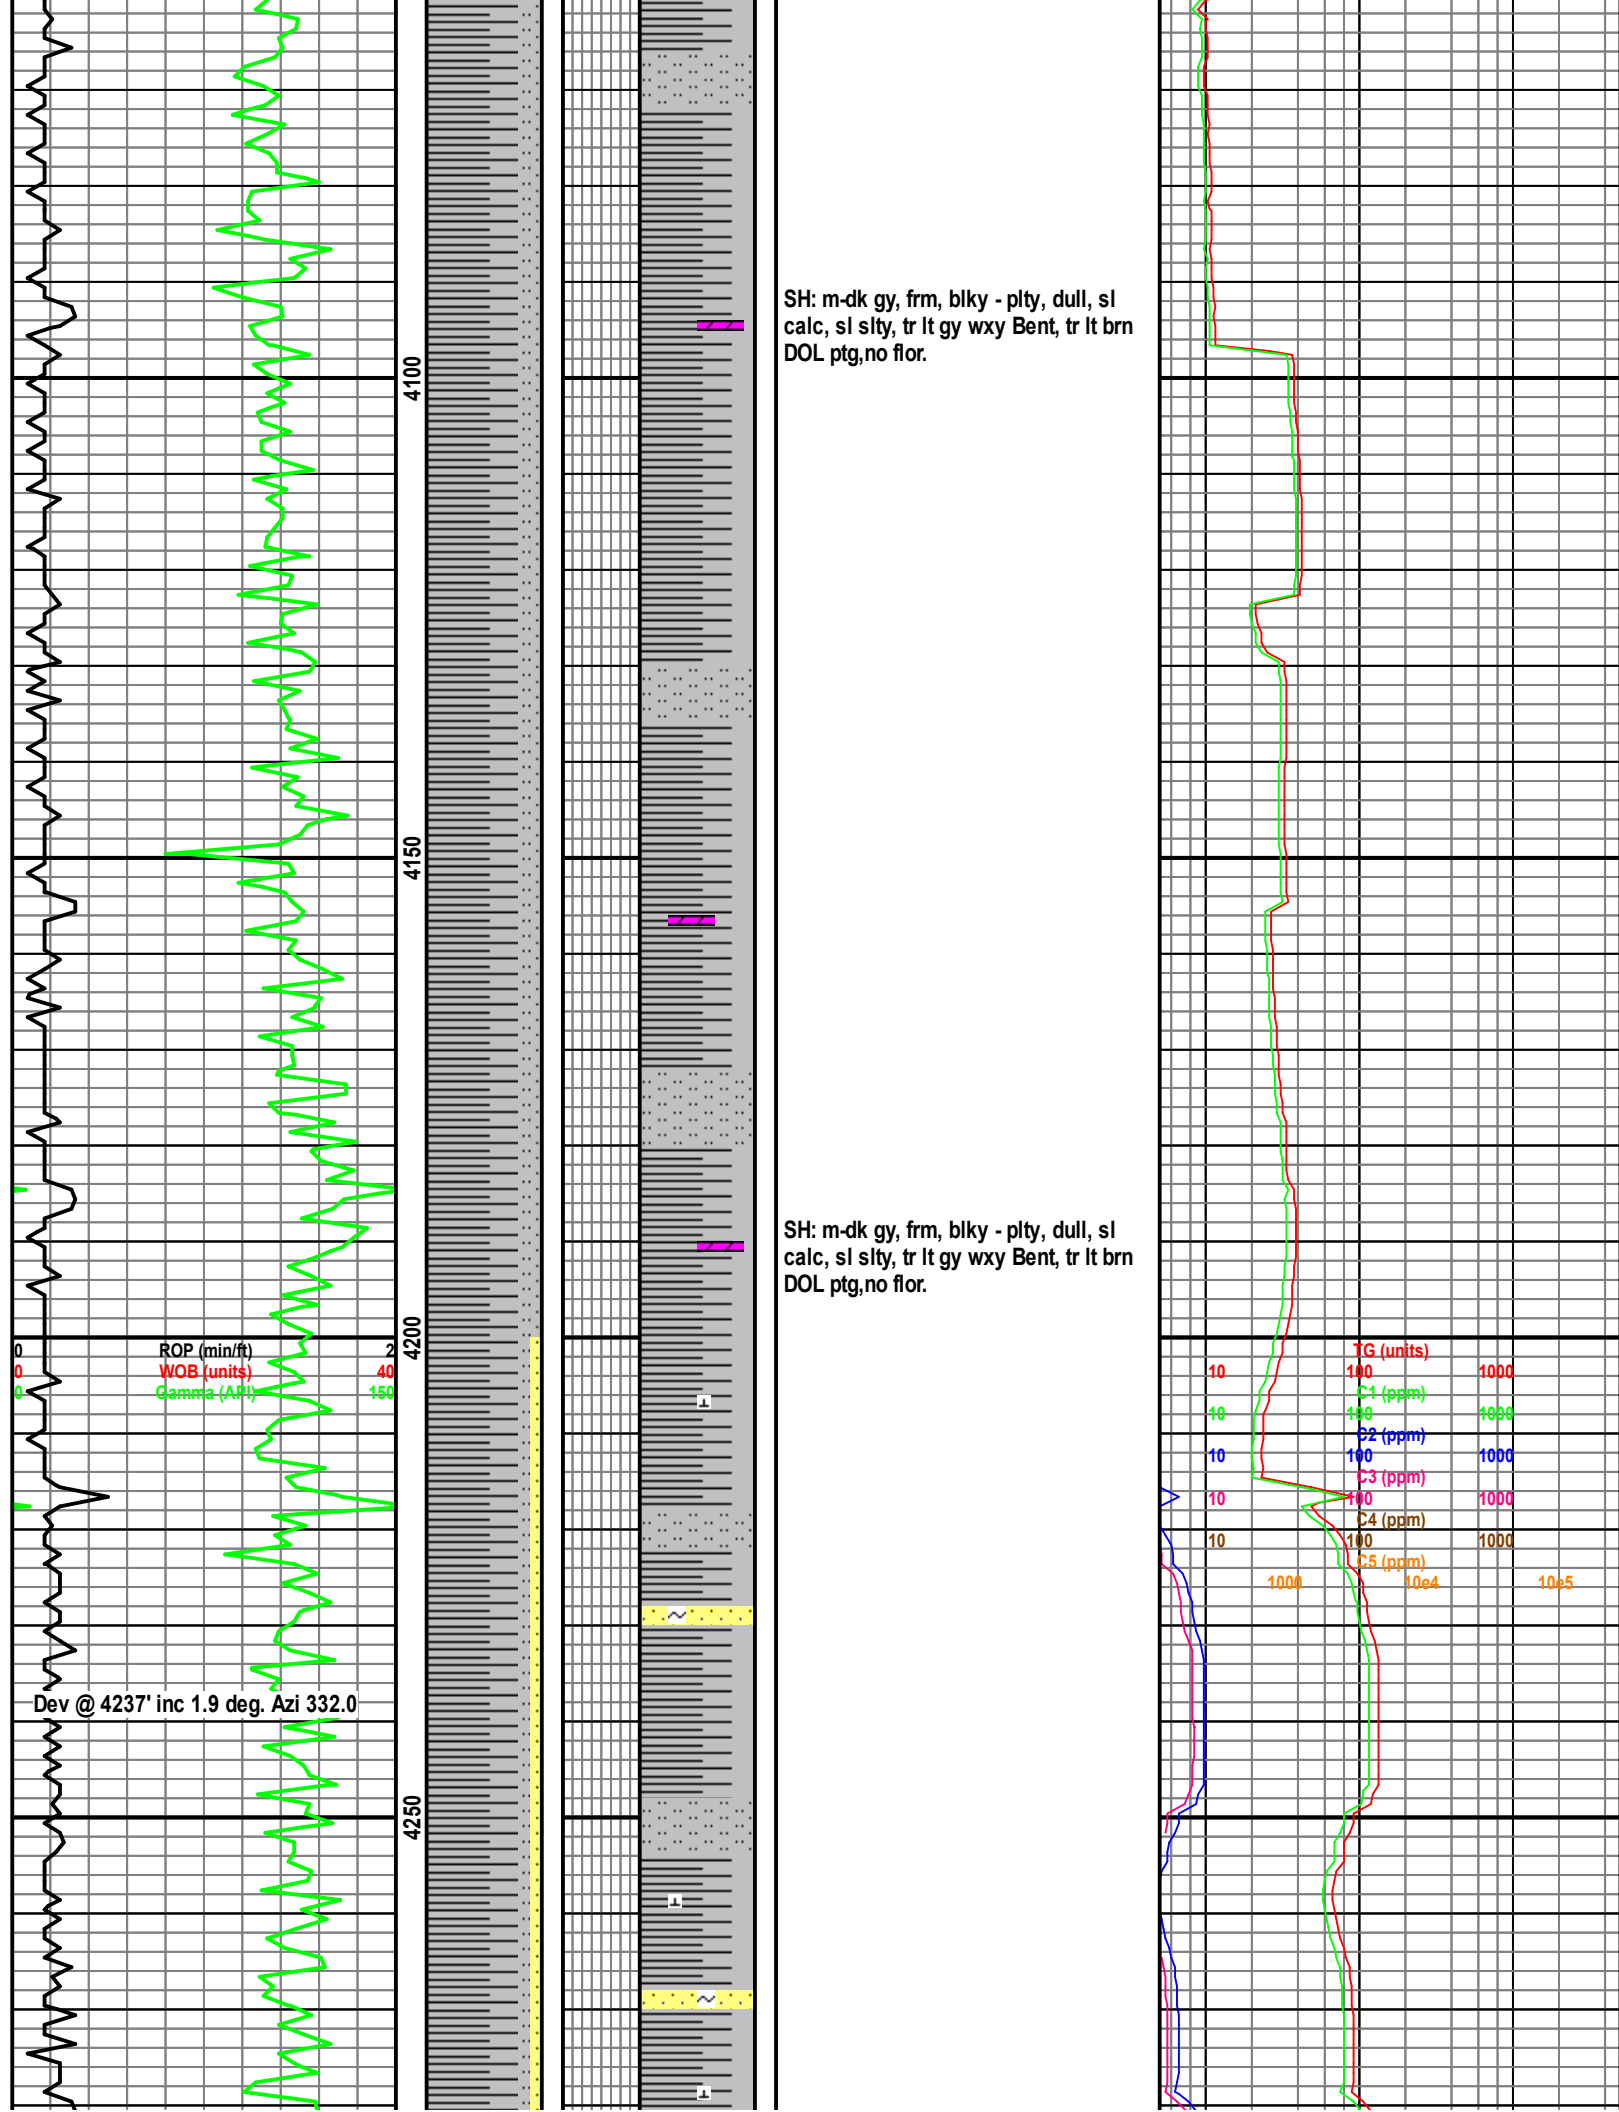 SH: m-dk gy, frm, blky - plty, dull, sl
calc, sl slty, tr lt gy wxy Bent, tr lt brn
DOL ptg,no flor.
4100
4150
SH: m-dk gy, frm, blky - plty, dull, sl
calc, sl slty, tr lt gy wxy Bent, tr lt brn
DOL ptg,no flor.
4200
0 ROP (min/ft) 2
0 WOB (units) 40
0 Gamma (API) 150
TG (units)
10 100 1000
C1 (ppm)
10 100 1000
C2 (ppm)
10 100 1000
C3 (ppm)
10 100 1000
C4 (ppm)
10 100 1000
C5 (ppm)
1000 10e4 10e5
Dev @ 4237' inc 1.9 deg. Azi 332.0
4250